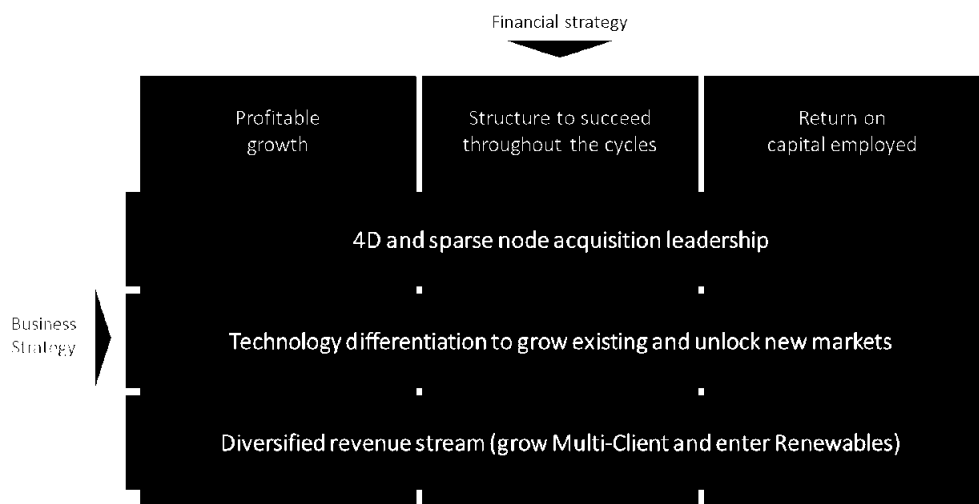 Financial strategy
Profitable
growth
Structure to succeed
throughout the cycles
Return on
capital employed
4D and sparse node acquisition leadership
Business
Strategy
Technology differentiation to grow existing and unlock new markets
Diversified revenue stream (grow Multi-Client and enter Renewables)